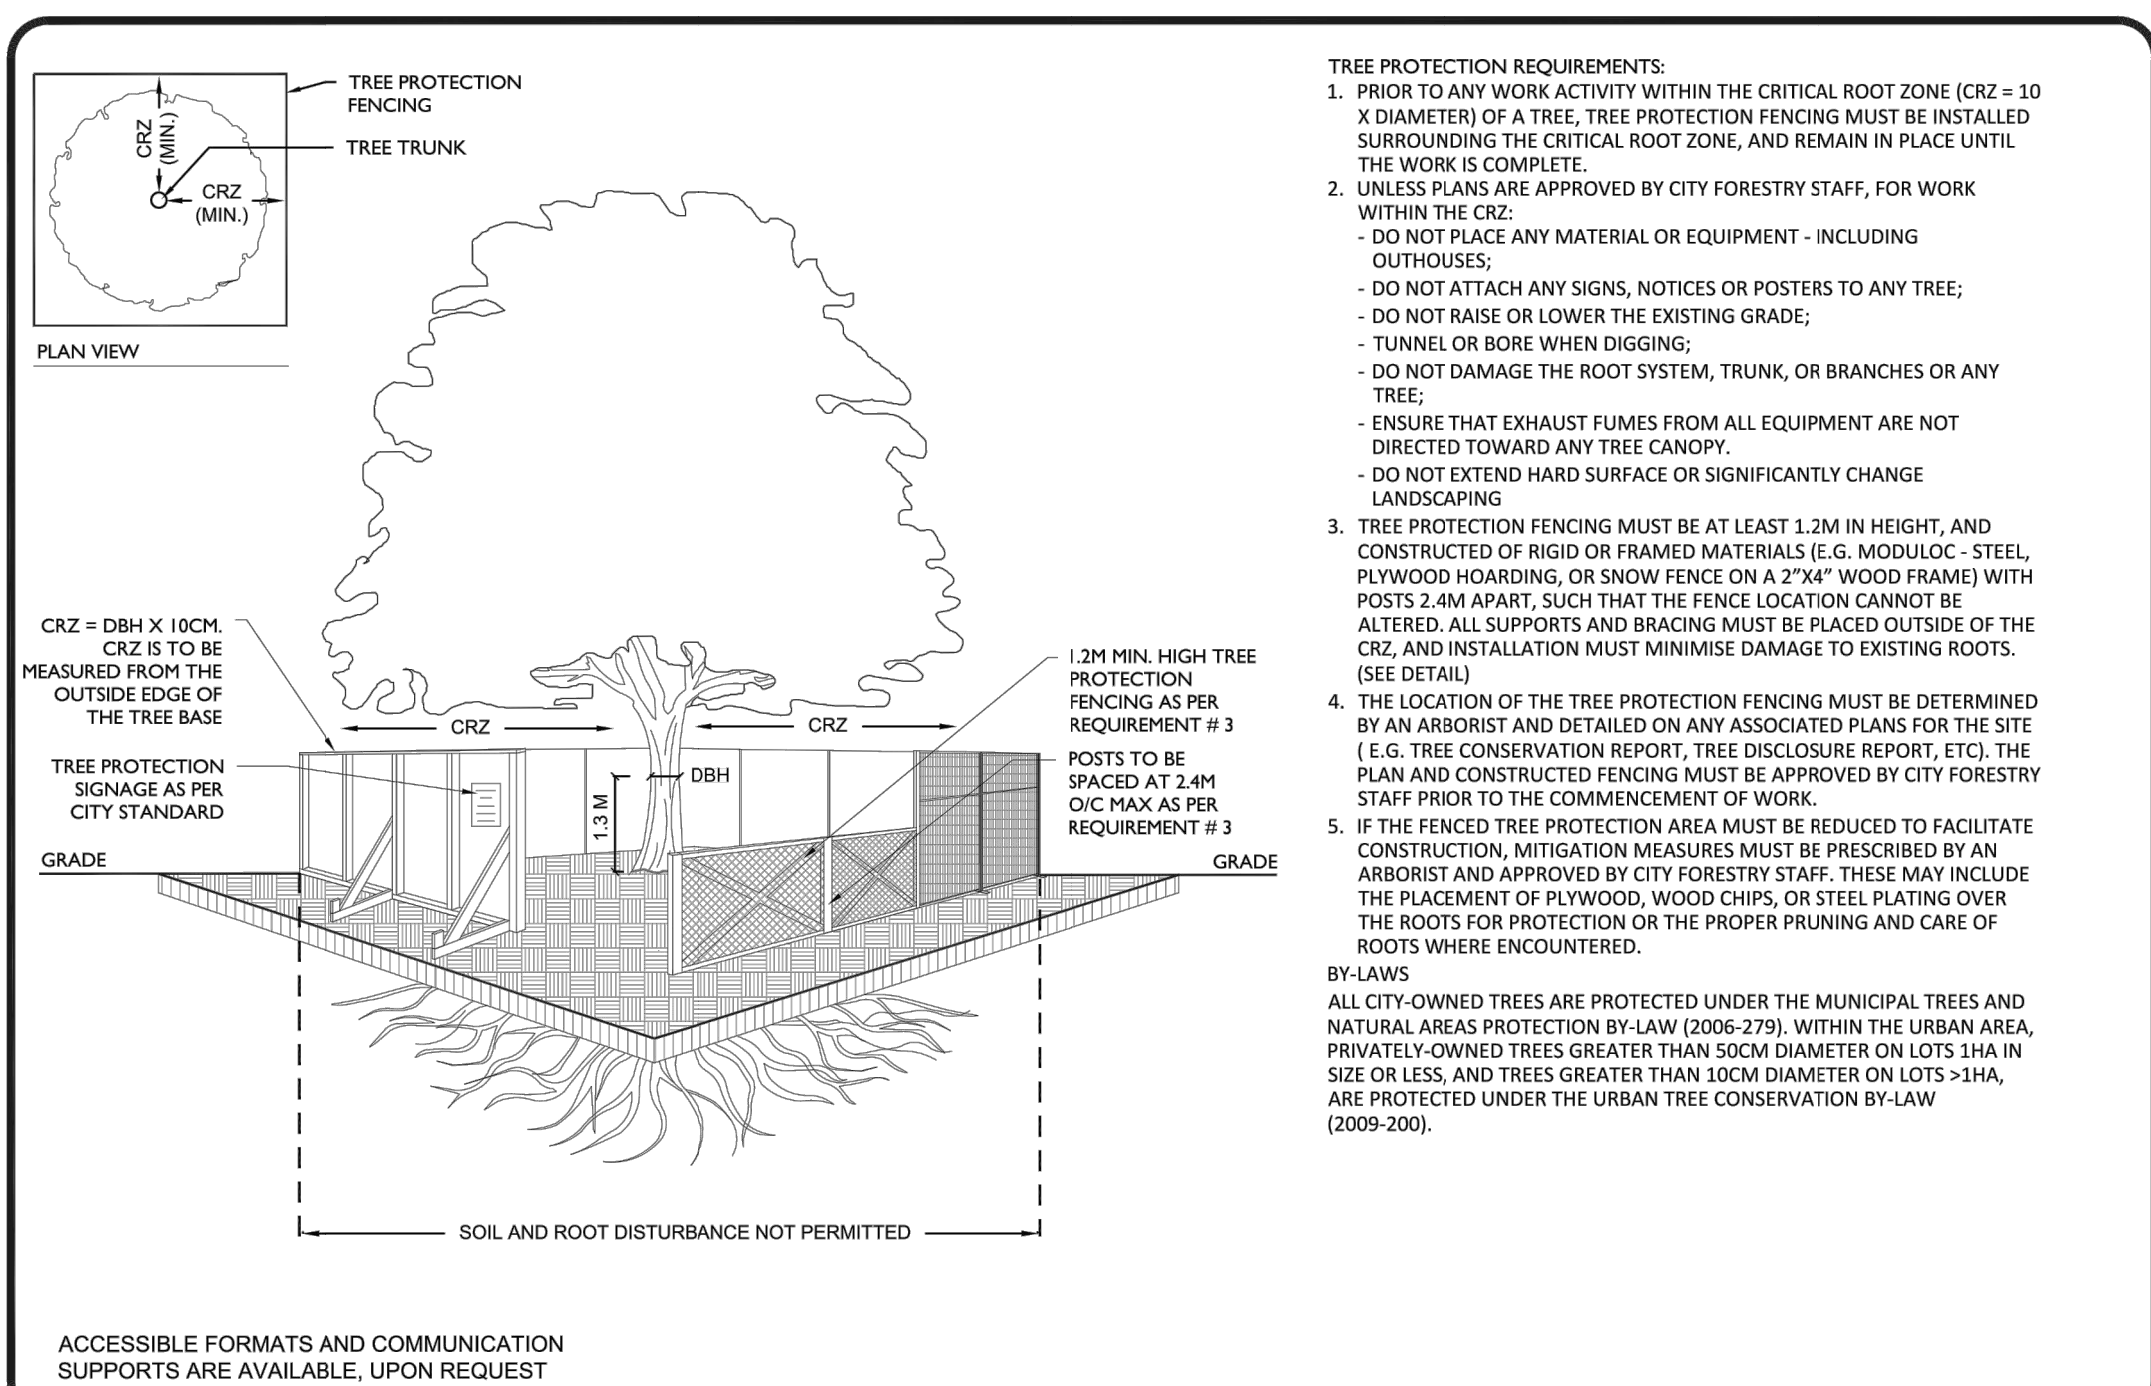 TREE PROTECTION
FENCING
TREE TRUNK
CRZ
(MIN.)
CRZ
(MIN.)
PLAN VIEW
CRZ = DBH X 10CM.
CRZ IS TO BE
MEASURED FROM THE
OUTSIDE EDGE OF
THE TREE BASE
TREE PROTECTION
SIGNAGE AS PER
CITY STANDARD
GRADE
CRZ
CRZ
DBH
1.3 M
1.2M MIN. HIGH TREE
PROTECTION
FENCING AS PER
REQUIREMENT # 3
POSTS TO BE
SPACED AT 2.4M
O/C MAX AS PER
REQUIREMENT # 3
GRADE
SOIL AND ROOT DISTURBANCE NOT PERMITTED
ACCESSIBLE FORMATS AND COMMUNICATION
SUPPORTS ARE AVAILABLE, UPON REQUEST
TREE PROTECTION REQUIREMENTS:
1. PRIOR TO ANY WORK ACTIVITY WITHIN THE CRITICAL ROOT ZONE (CRZ = 10
X DIAMETER) OF A TREE, TREE PROTECTION FENCING MUST BE INSTALLED
SURROUNDING THE CRITICAL ROOT ZONE, AND REMAIN IN PLACE UNTIL
THE WORK IS COMPLETE.
2. UNLESS PLANS ARE APPROVED BY CITY FORESTRY STAFF, FOR WORK
WITHIN THE CRZ:
- DO NOT PLACE ANY MATERIAL OR EQUIPMENT - INCLUDING
OUTHOUSES;
- DO NOT ATTACH ANY SIGNS, NOTICES OR POSTERS TO ANY TREE;
- DO NOT RAISE OR LOWER THE EXISTING GRADE;
- TUNNEL OR BORE WHEN DIGGING;
- DO NOT DAMAGE THE ROOT SYSTEM, TRUNK, OR BRANCHES OR ANY
TREE;
- ENSURE THAT EXHAUST FUMES FROM ALL EQUIPMENT ARE NOT
DIRECTED TOWARD ANY TREE CANOPY.
- DO NOT EXTEND HARD SURFACE OR SIGNIFICANTLY CHANGE
LANDSCAPING
3. TREE PROTECTION FENCING MUST BE AT LEAST 1.2M IN HEIGHT, AND
CONSTRUCTED OF RIGID OR FRAMED MATERIALS (E.G. MODULOC - STEEL,
PLYWOOD HOARDING, OR SNOW FENCE ON A 2”X4” WOOD FRAME) WITH
POSTS 2.4M APART, SUCH THAT THE FENCE LOCATION CANNOT BE
ALTERED. ALL SUPPORTS AND BRACING MUST BE PLACED OUTSIDE OF THE
CRZ, AND INSTALLATION MUST MINIMISE DAMAGE TO EXISTING ROOTS.
(SEE DETAIL)
4. THE LOCATION OF THE TREE PROTECTION FENCING MUST BE DETERMINED
BY AN ARBORIST AND DETAILED ON ANY ASSOCIATED PLANS FOR THE SITE
( E.G. TREE CONSERVATION REPORT, TREE DISCLOSURE REPORT, ETC). THE
PLAN AND CONSTRUCTED FENCING MUST BE APPROVED BY CITY FORESTRY
STAFF PRIOR TO THE COMMENCEMENT OF WORK.
5. IF THE FENCED TREE PROTECTION AREA MUST BE REDUCED TO FACILITATE
CONSTRUCTION, MITIGATION MEASURES MUST BE PRESCRIBED BY AN
ARBORIST AND APPROVED BY CITY FORESTRY STAFF. THESE MAY INCLUDE
THE PLACEMENT OF PLYWOOD, WOOD CHIPS, OR STEEL PLATING OVER
THE ROOTS FOR PROTECTION OR THE PROPER PRUNING AND CARE OF
ROOTS WHERE ENCOUNTERED.
BY-LAWS
ALL CITY-OWNED TREES ARE PROTECTED UNDER THE MUNICIPAL TREES AND
NATURAL AREAS PROTECTION BY-LAW (2006-279). WITHIN THE URBAN AREA,
PRIVATELY-OWNED TREES GREATER THAN 50CM DIAMETER ON LOTS 1HA IN
SIZE OR LESS, AND TREES GREATER THAN 10CM DIAMETER ON LOTS >1HA,
ARE PROTECTED UNDER THE URBAN TREE CONSERVATION BY-LAW
(2009-200).